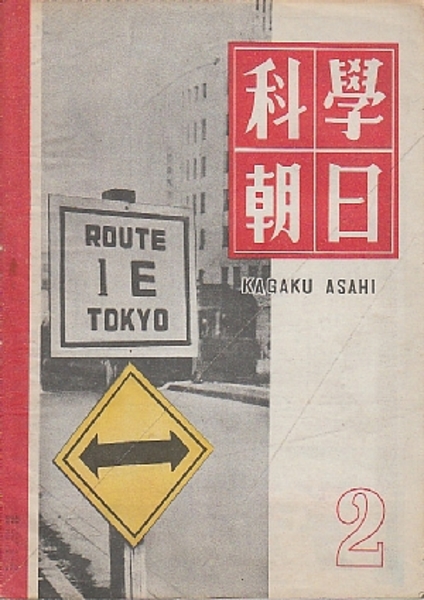 科學
朝日
KAGAKU ASAHI
ROUTE
1 E
TOKYO
2